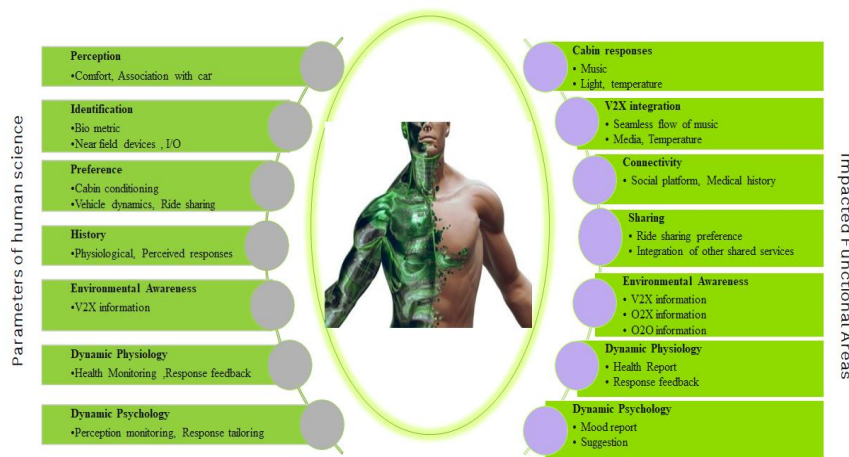 Parameters of human science
Perception
•Comfort, Association with car
Identification
•Bio metric
•Near field devices , I/O
Preference
•Cabin conditioning
•Vehicle dynamics, Ride sharing
History
•Physiological, Perceived responses
Environmental Awareness
•V2X information
Dynamic Physiology
•Health Monitoring ,Response feedback
Dynamic Psychology
•Perception monitoring, Response tailoring
Cabin responses
• Music
• Light, temperature
V2X integration
• Seamless flow of music
• Media, Temperature
Connectivity
• Social platform, Medical history
Sharing
• Ride sharing preference
• Integration of other shared services
Environmental Awareness
• V2X information
• O2X information
• O2O information
Dynamic Physiology
• Health Report
• Response feedback
Dynamic Psychology
• Mood report
• Suggestion
Impacted Functional Areas